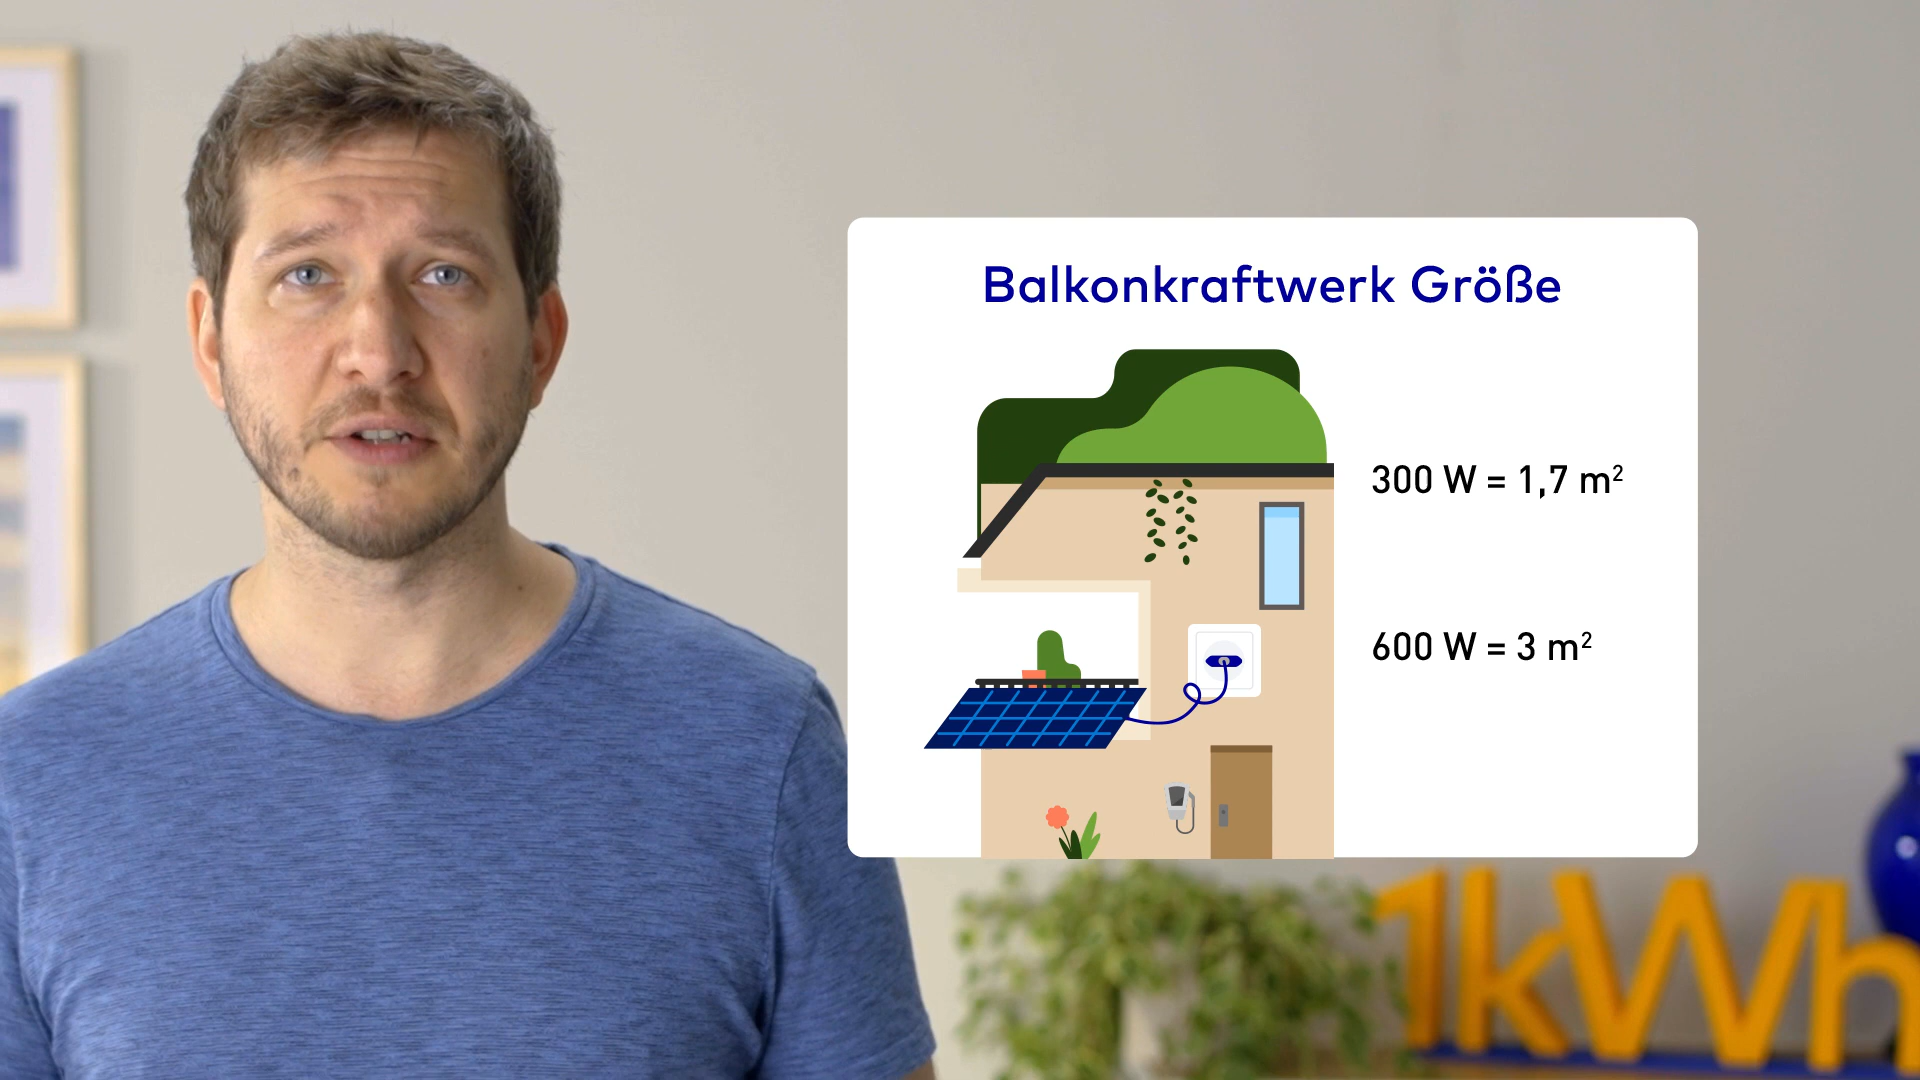 Balkonkraftwerk Größe
300 W = 1,7 m²
600 W = 3 m²
1kWh